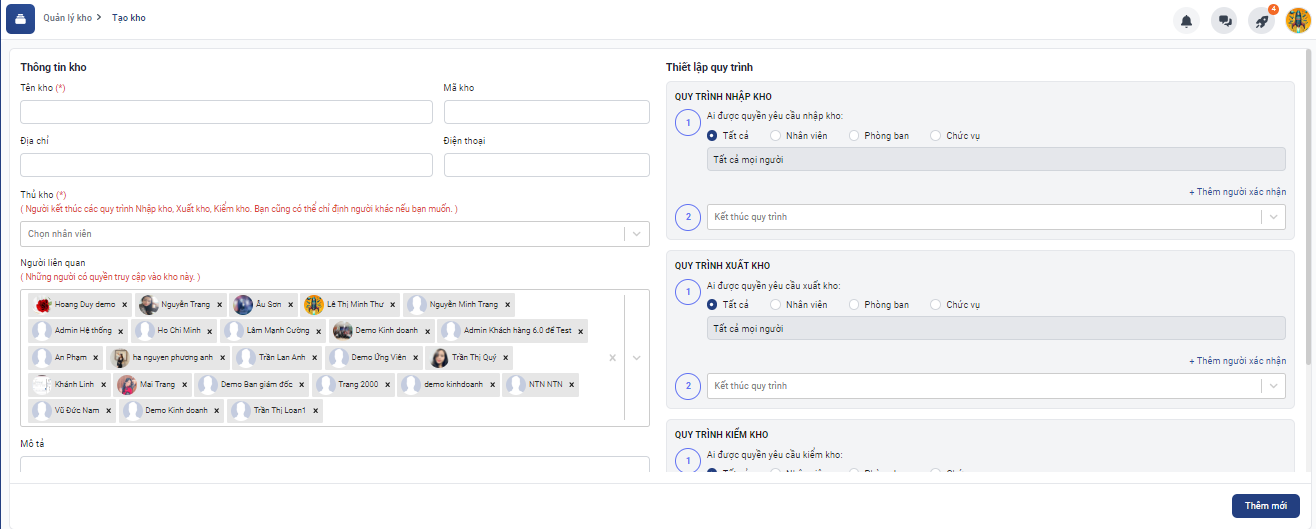 Quản lý kho > Tạo kho
4
Thông tin kho
Tên kho (*)
Mã kho
Địa chỉ
Điện thoại
Thủ kho (*)
( Người kết thúc các quy trình Nhập kho, Xuất kho, Kiểm kho. Bạn cũng có thể chỉ định người khác nếu bạn muốn. )
Chọn nhân viên
Người liên quan
( Những người có quyền truy cập vào kho này. )
Hoang Duy demo × Nguyễn Trang × Ẩu Sơn × Lê Thị Minh Thư × Nguyễn Minh Trang ×
Admin Hệ thống × Ho Chi Minh × Lâm Mạnh Cường × Demo Kinh doanh × Admin Khách hàng 6.0 để Test ×
An Phạm × ha nguyen phương anh × Trần Lan Anh × Demo Ứng Viên × Trần Thị Quý ×
Khánh Linh × Mai Trang × Demo Ban giám đốc × Trang 2000 × demo kinhdoanh × NTN NTN ×
Vũ Đức Nam × Demo Kinh doanh × Trần Thị Loan1 ×
Mô tả
Thiết lập quy trình
QUY TRÌNH NHẬP KHO
1
Ai được quyền yêu cầu nhập kho:
Tất cả Nhân viên Phòng ban Chức vụ
Tất cả mọi người
+ Thêm người xác nhận
2
Kết thúc quy trình
QUY TRÌNH XUẤT KHO
1
Ai được quyền yêu cầu xuất kho:
Tất cả Nhân viên Phòng ban Chức vụ
Tất cả mọi người
+ Thêm người xác nhận
2
Kết thúc quy trình
QUY TRÌNH KIỂM KHO
1
Ai được quyền yêu cầu kiểm kho:
Thêm mới